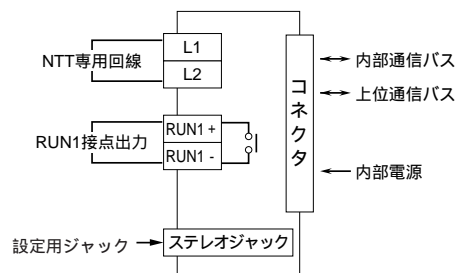 NTT専用回線
L1
L2
RUN1接点出力
RUN1 +
RUN1 -
コネクタ
内部通信バス
上位通信バス
内部電源
設定用ジャック
ステレオジャック